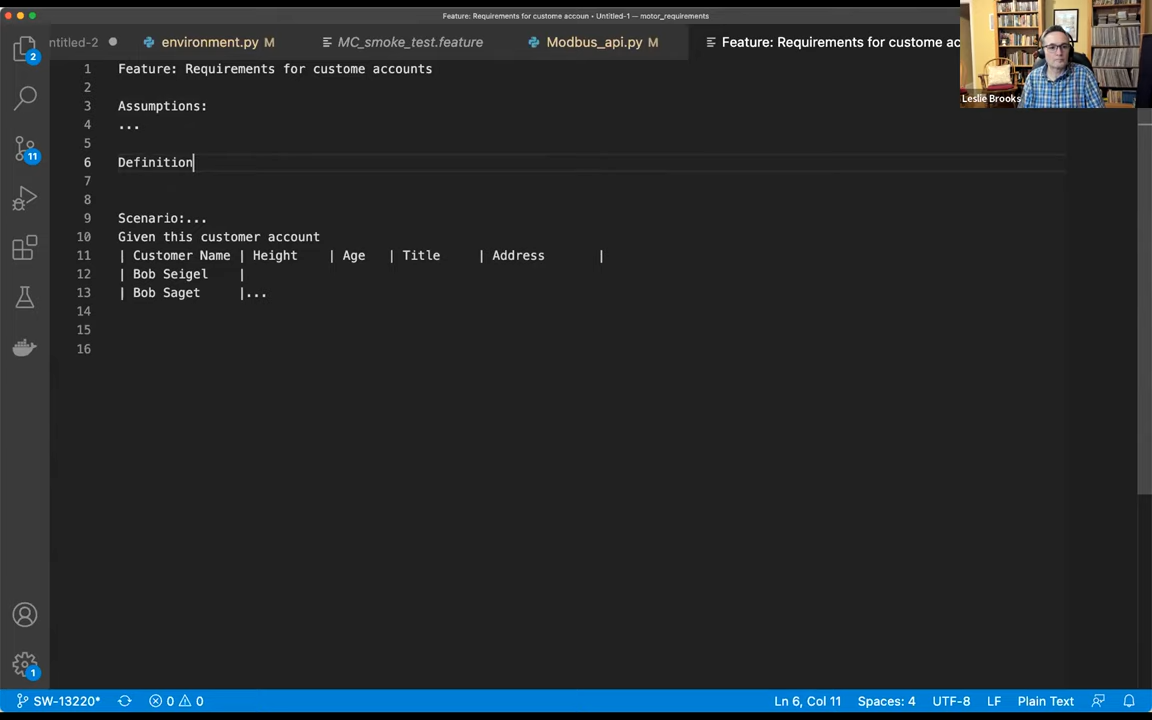 Feature: Requirements for custome accoun • Untitled-1 — motor_requirements
ntitled-2 environment.py M MC_smoke_test.feature Modbus_api.py M Feature: Requirements for custome ac
Leslie Brooks
2
11
1
1 Feature: Requirements for custome accounts
2
3 Assumptions:
4 ...
5
6 Definition
7
8
9 Scenario:...
10 Given this customer account
11 | Customer Name | Height | Age | Title | Address |
12 | Bob Seigel |
13 | Bob Saget |...
14
15
16
SW-13220* 0 0 Ln 6, Col 11 Spaces: 4 UTF-8 LF Plain Text